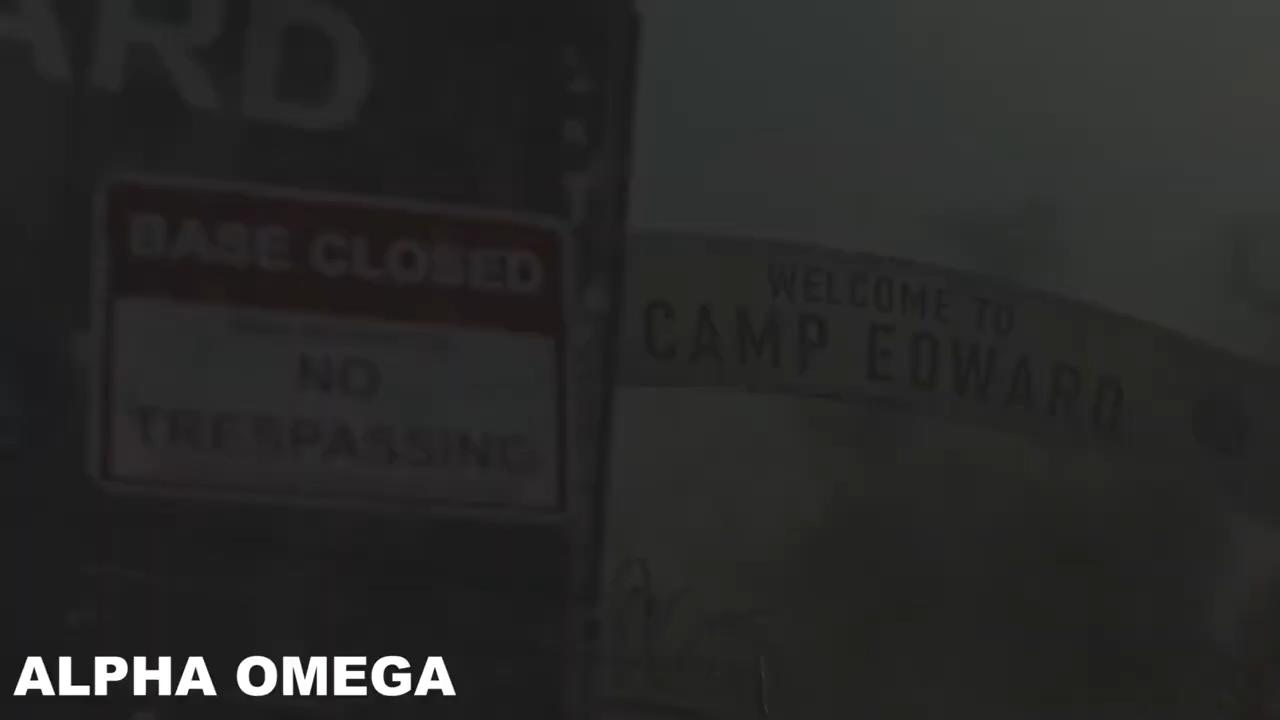 ARD
BASE CLOSED
NO
TRESPASSING
WELCOME TO
CAMP EDWARD
ALPHA OMEGA